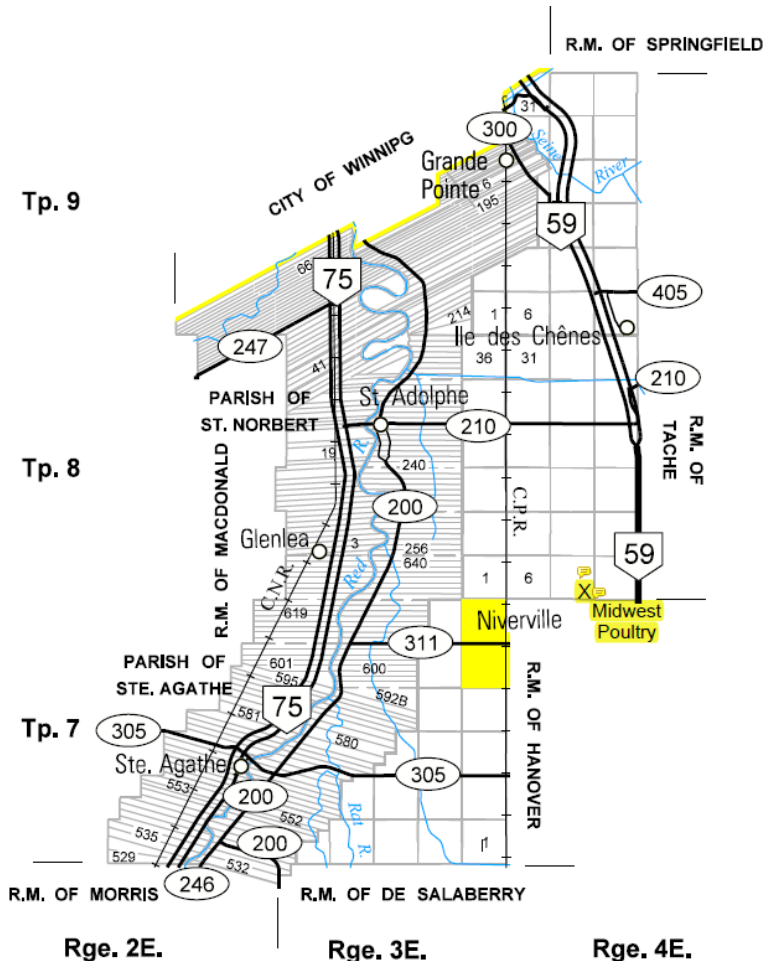 R.M. OF SPRINGFIELD
31
300
Seine
River
Grande
Pointe
6
195
CITY OF WINNIPG
Tp. 9
59
66
75
405
214
1 6
Ile des Chênes
36 31
247
41
210
PARISH OF
ST. NORBERT
St. Adolphe
R.
210
R.M. OF
TACHE
19
240
Tp. 8
R.M. OF MACDONALD
200
C.P.R.
Glenlea
3
256
640
59
Red
C.N.R.
1 6
X
619
Niverville
Midwest
Poultry
311
PARISH OF
STE. AGATHE
601
595
600
592B
R.M. OF HANOVER
581
75
Tp. 7
305
580
Ste. Agathe
305
553
200
552
Rat
R.
535
200
1
529
532
246
R.M. OF MORRIS
R.M. OF DE SALABERRY
Rge. 2E.
Rge. 3E.
Rge. 4E.